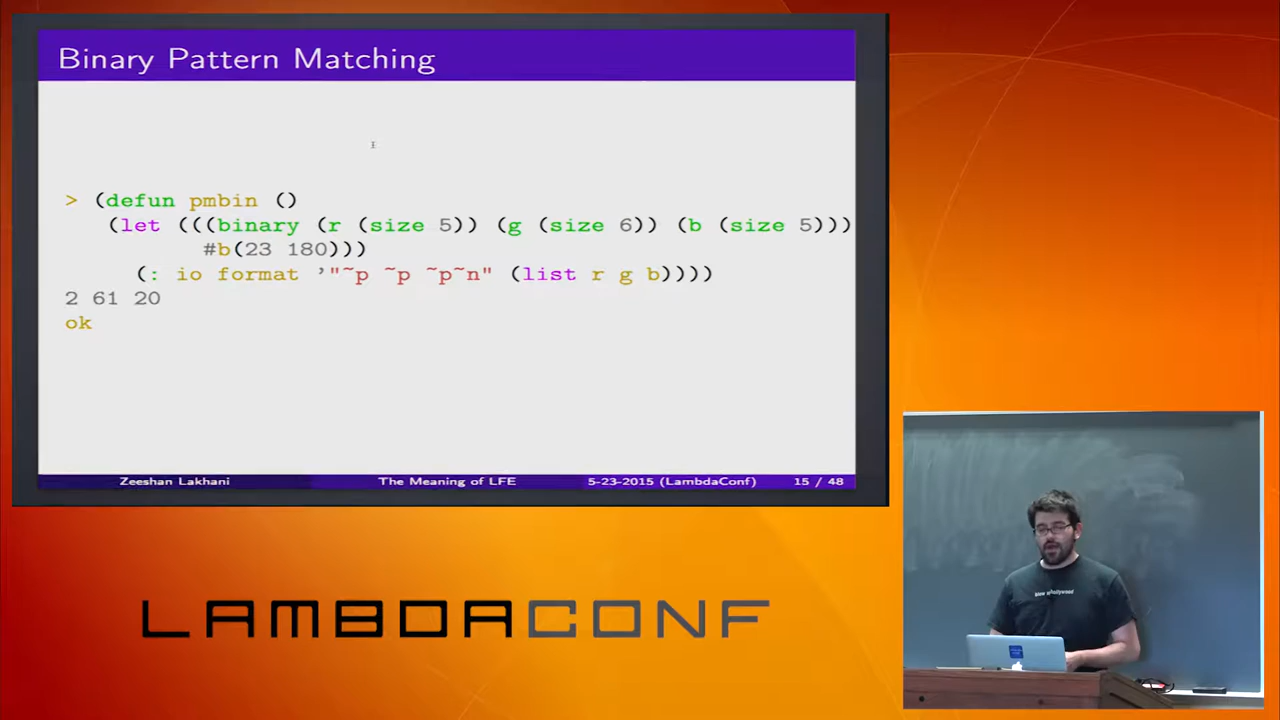 Binary Pattern Matching
> (defun pmbin ()
(let (((binary (r (size 5)) (g (size 6)) (b (size 5)))
#b(23 180)))
(: io format '"~p ~p ~p~n" (list r g b))))
2 61 20
ok
Zeeshan Lakhani The Meaning of LFE 5-23-2015 (LambdaConf) 15 / 48
LAMBDACONF